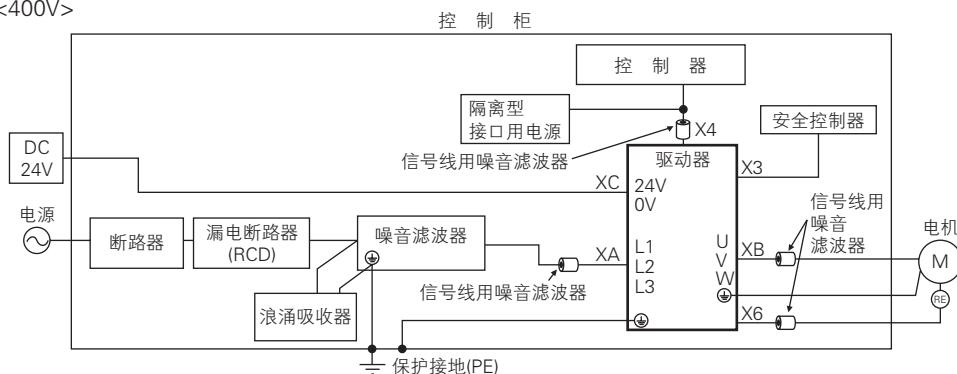 <400V>
控 制 柜
控 制 器
隔离型
接口用电源
X4
安全控制器
信号线用噪音滤波器
DC
24V
驱动器
X3
XC
24V
0V
信号线用
噪音
滤波器
电源
断路器
漏电断路器
(RCD)
噪音滤波器
电机
XA
L1
L2
L3
U
V
W
XB
M
信号线用噪音滤波器
RE
浪涌吸收器
X6
保护接地(PE)